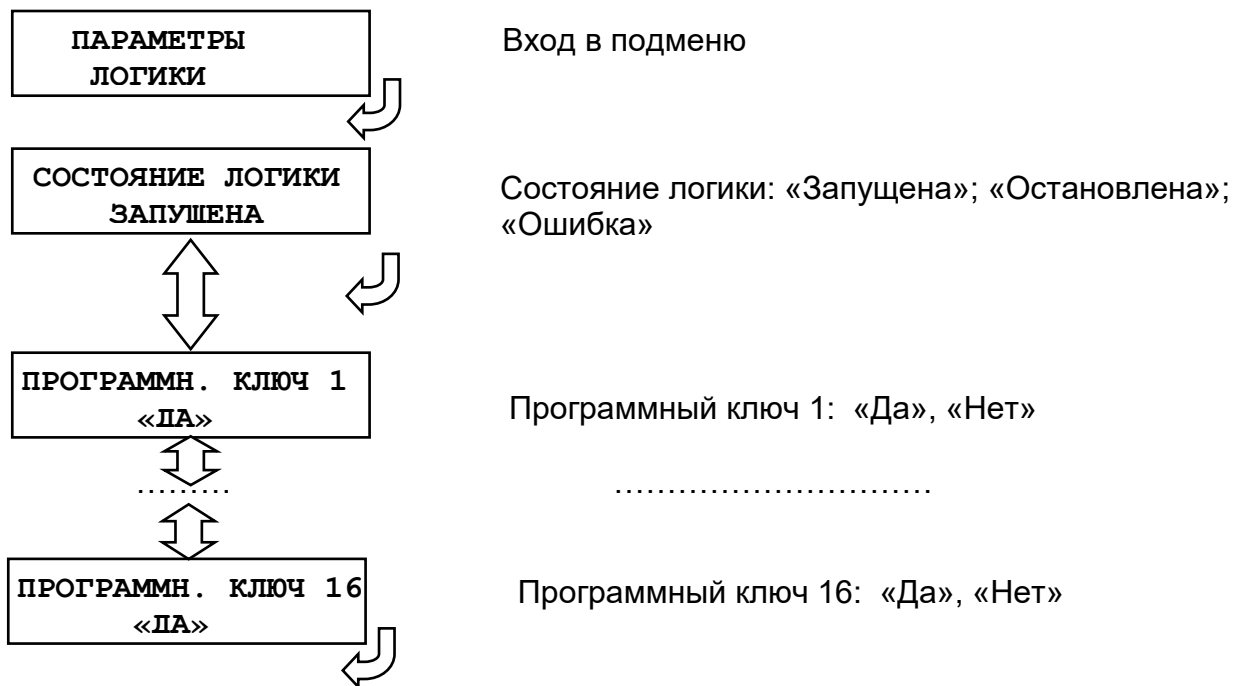 ПАРАМЕТРЫ
ЛОГИКИ
Вход в подменю
СОСТОЯНИЕ ЛОГИКИ
ЗАПУЩЕНА
Состояние логики: «Запущена»; «Остановлена»;
«Ошибка»
ПРОГРАММН. КЛЮЧ 1
«ДА»
Программный ключ 1: «Да», «Нет»
………
…………………………
ПРОГРАММН. КЛЮЧ 16
«ДА»
Программный ключ 16: «Да», «Нет»